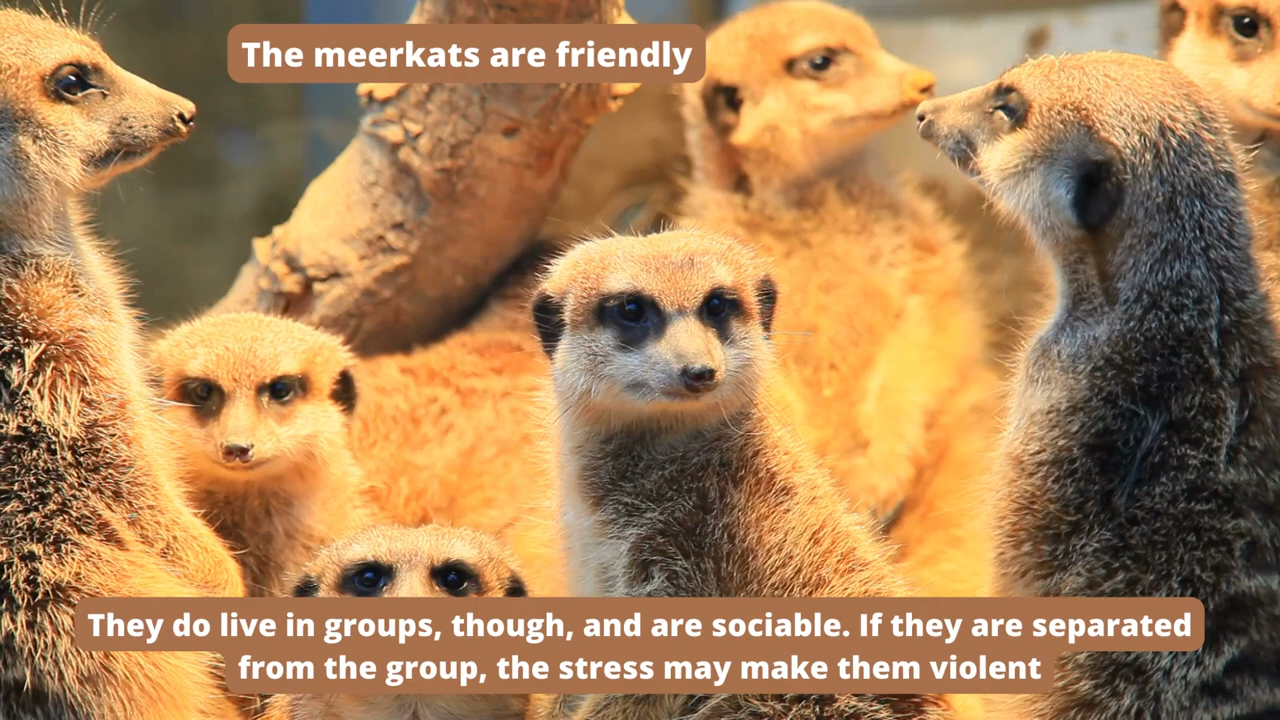 The meerkats are friendly
They do live in groups, though, and are sociable. If they are separated
from the group, the stress may make them violent